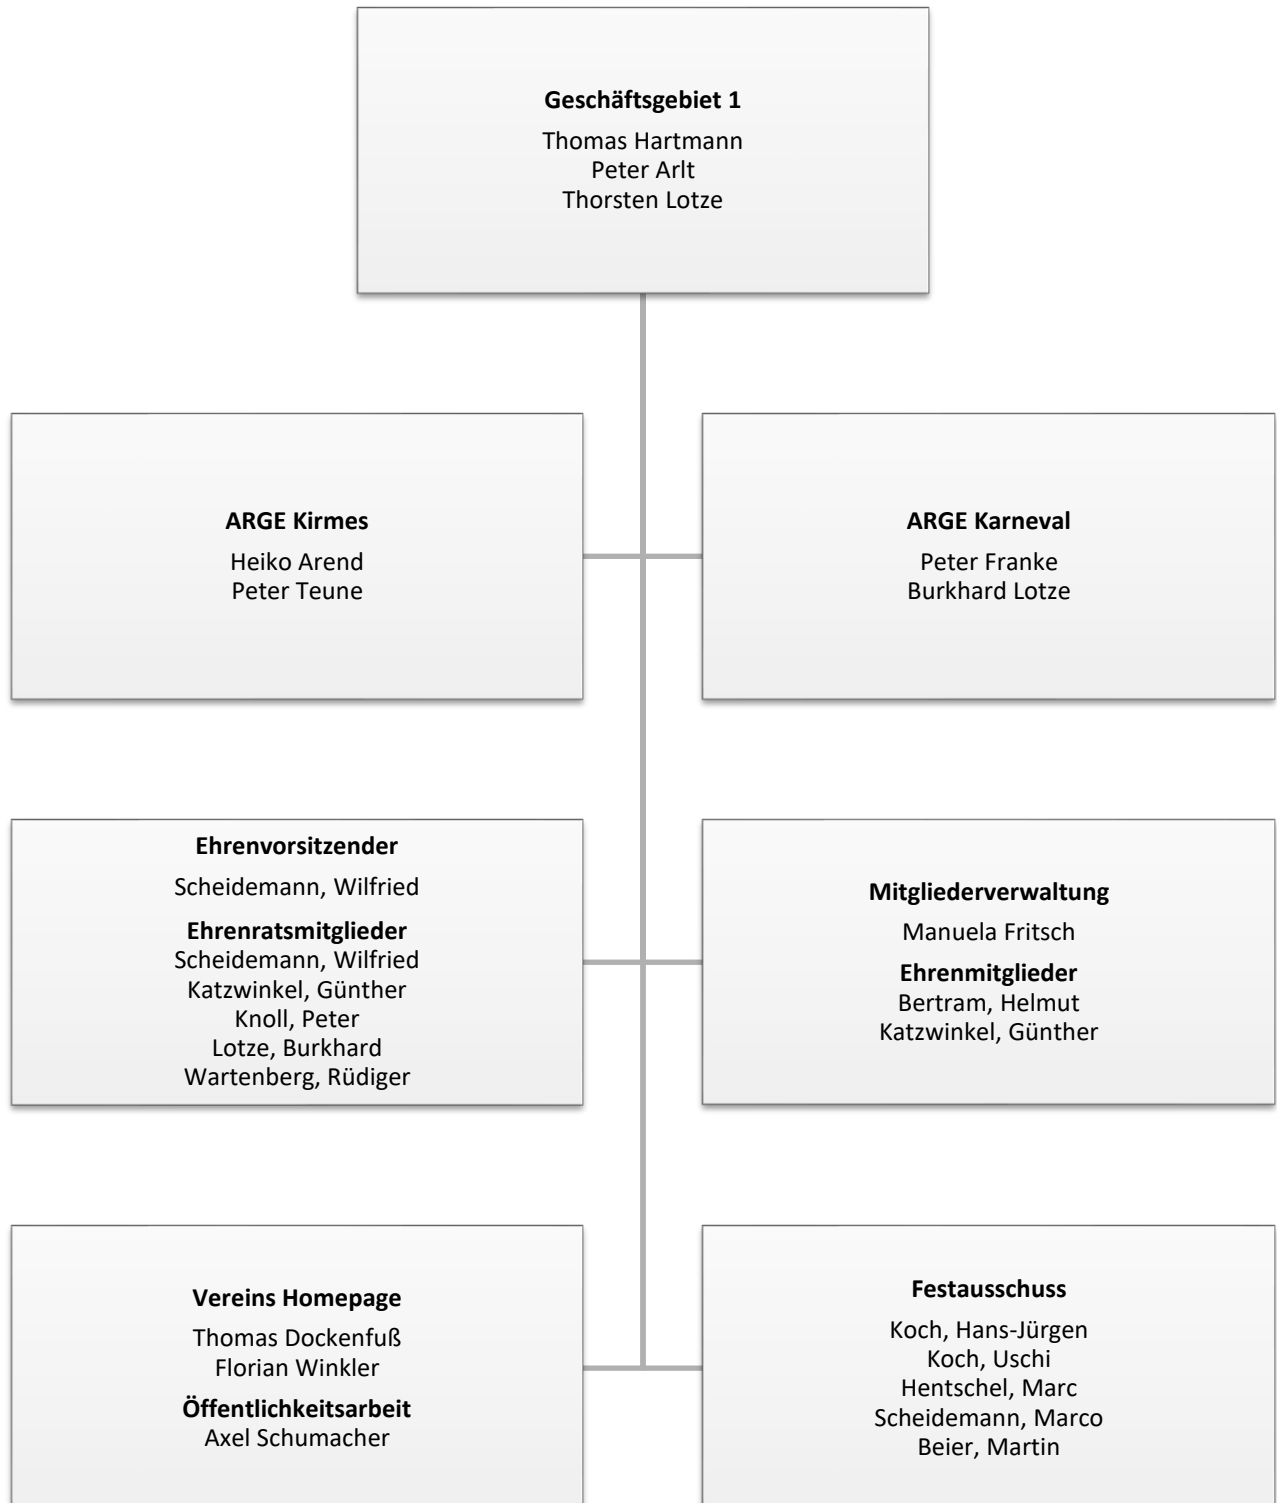 Geschäftsgebiet 1
Thomas Hartmann
Peter Arlt
Thorsten Lotze
ARGE Kirmes
Heiko Arend
Peter Teune
ARGE Karneval
Peter Franke
Burkhard Lotze
Ehrenvorsitzender
Scheidemann, Wilfried
Ehrenratsmitglieder
Scheidemann, Wilfried
Katzwinkel, Günther
Knoll, Peter
Lotze, Burkhard
Wartenberg, Rüdiger
Mitgliederverwaltung
Manuela Fritsch
Ehrenmitglieder
Bertram, Helmut
Katzwinkel, Günther
Vereins Homepage
Thomas Dockenfuß
Florian Winkler
Öffentlichkeitsarbeit
Axel Schumacher
Festausschuss
Koch, Hans-Jürgen
Koch, Uschi
Hentschel, Marc
Scheidemann, Marco
Beier, Martin